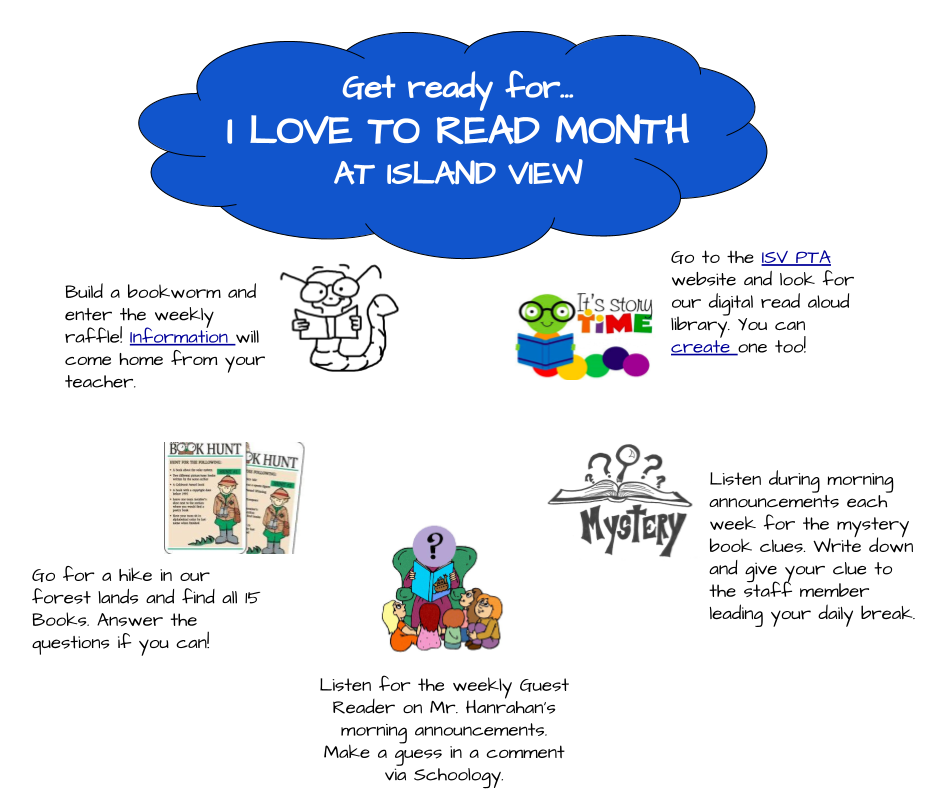 Get ready for...
I LOVE TO READ MONTH
AT ISLAND VIEW
Build a bookworm and
enter the weekly
raffle! Information will
come home from your
teacher.
It's story
TiME
Go to the ISV PTA
website and look for
our digital read aloud
library. You can
create one too!
BOOK HUNT
HUNT FOR THE FOLLOWING:
K HUNT
FOLLOWING:
Go for a hike in our
forest lands and find all 15
Books. Answer the
questions if you can!
? ? ? ?
MYSTERY
Listen during morning
announcements each
week for the mystery
book clues. Write down
and give your clue to
the staff member
leading your daily break.
?
Listen for the weekly Guest
Reader on Mr. Hanrahan's
morning announcements.
Make a guess in a comment
via Schoology.